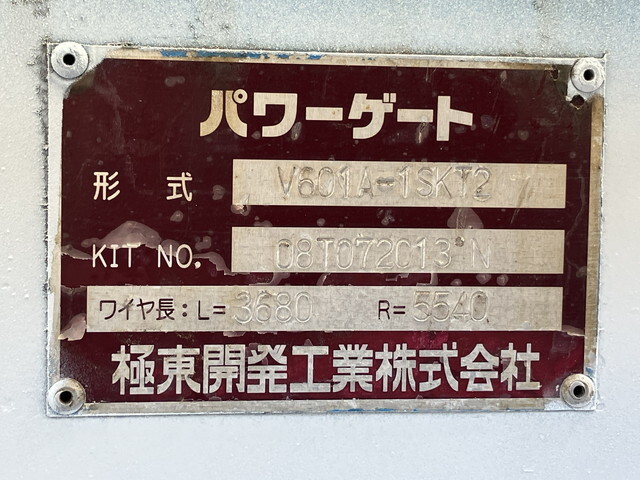 パワーゲート
形式 V601A-1SKT2
KIT NO. 08T072013 N
ワイヤ長：L=3680 R=5540
極東開発工業株式会社